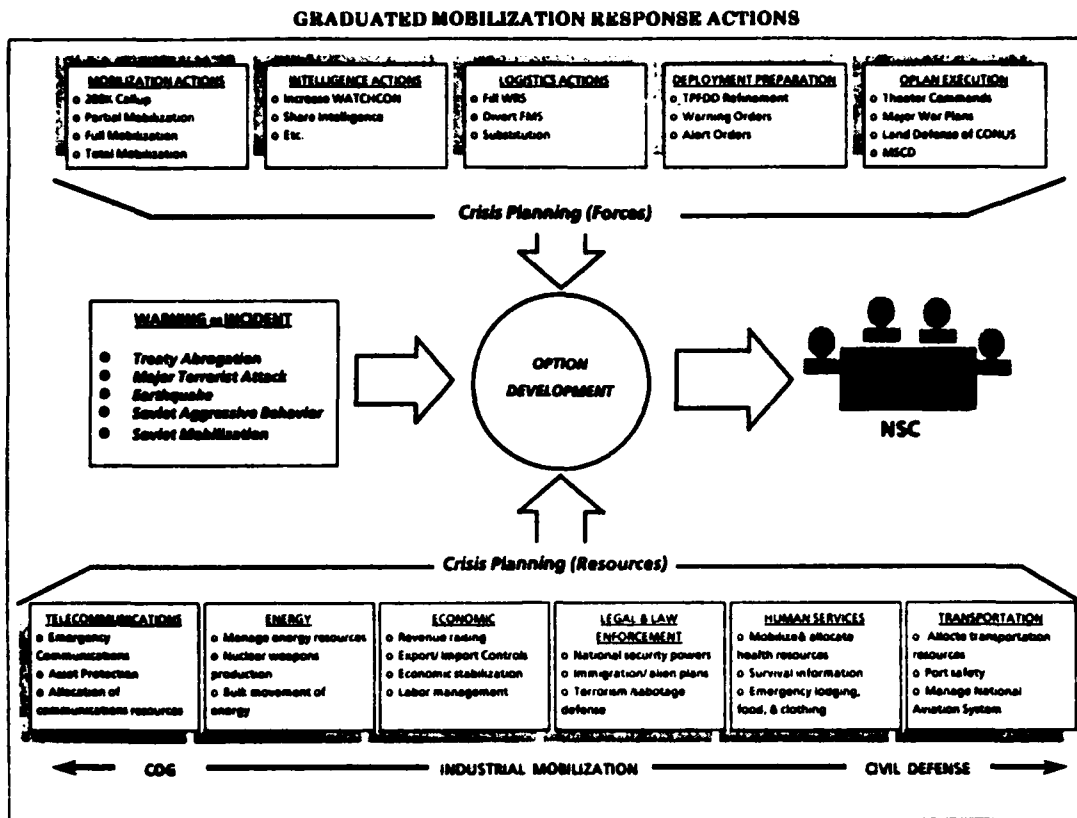 GRADUATED MOBILIZATION RESPONSE ACTIONS
MOBILIZATION ACTIONS
o 200K Callup
o Partial Mobilization
o Full Mobilization
o Total Mobilization
INTELLIGENCE ACTIONS
o Increase WATCHCON
o Share Intelligence
o Etc.
LOGISTICS ACTIONS
o Fill WRS
o Divert FMS
o Substitution
DEPLOYMENT PREPARATION
o TPFDD Refinement
o Warning Orders
o Alert Orders
OPLAN EXECUTION
o Theater Commands
o Major War Plans
o Land Defense of CONUS
o MSCD
Crisis Planning (Forces)
WARNING or INCIDENT
● Treaty Abrogation
● Major Terrorist Attack
● Earthquake
● Soviet Aggressive Behavior
● Soviet Mobilization
OPTION
DEVELOPMENT
NSC
Crisis Planning (Resources)
TELECOMMUNICATIONS
o Emergency
Communications
o Asset Protection
o Allocation of
communications resources
ENERGY
o Manage energy resources
o Nuclear weapons
production
o Bulk movement of
energy
ECONOMIC
o Revenue raising
o Export/Import Controls
o Economic stabilization
o Labor management
LEGAL & LAW
ENFORCEMENT
o National security powers
o Immigration/alien plans
o Terrorism/sabotage
defense
HUMAN SERVICES
o Mobilize & allocate
health resources
o Survival information
o Emergency lodging,
food, & clothing
TRANSPORTATION
o Allocte transportation
resources
o Port safety
o Manage National
Aviation System
COG
INDUSTRIAL MOBILIZATION
CIVIL DEFENSE